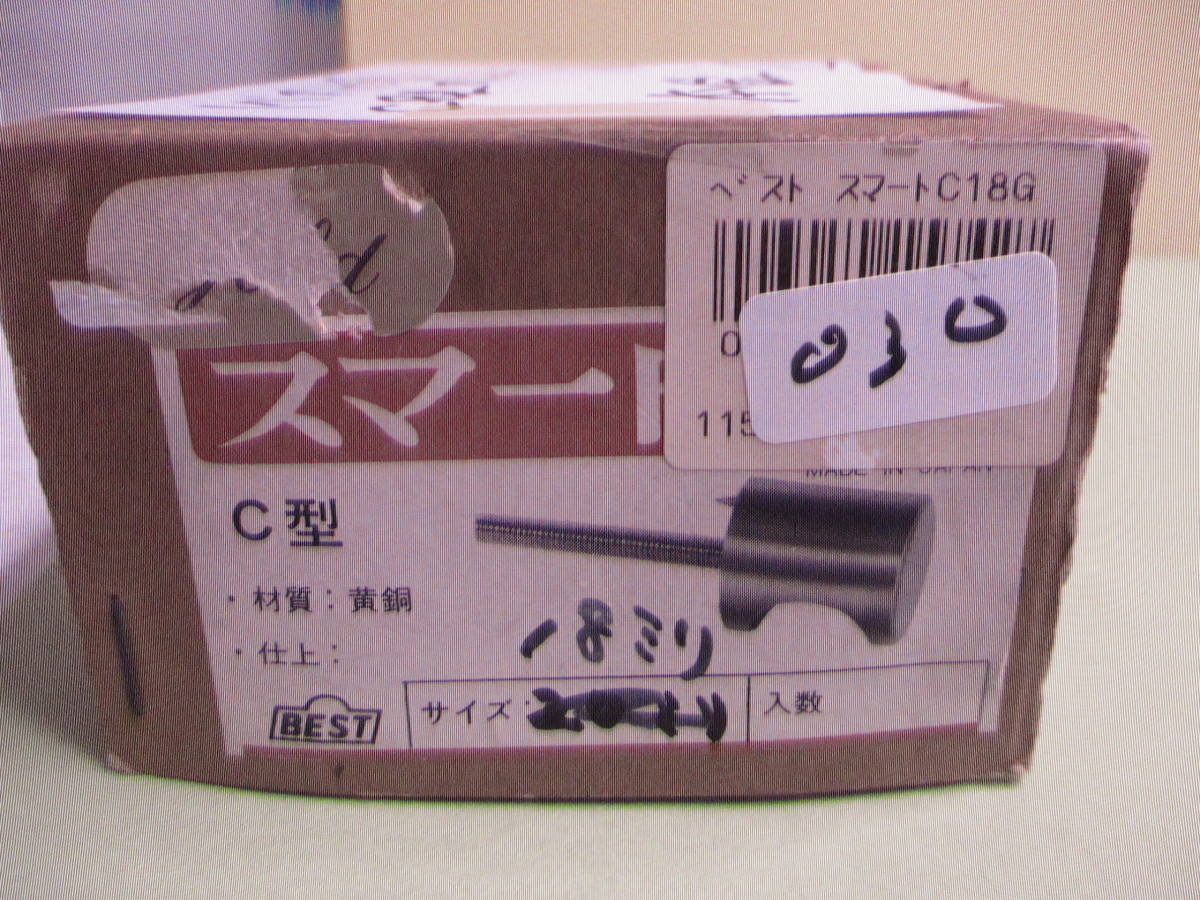 ベスト スマートC18G
0
115
030
スマート
MADE IN JAPAN
C型
・材質：黄銅
・仕上：
18ミリ
BEST
サイズ：
入数